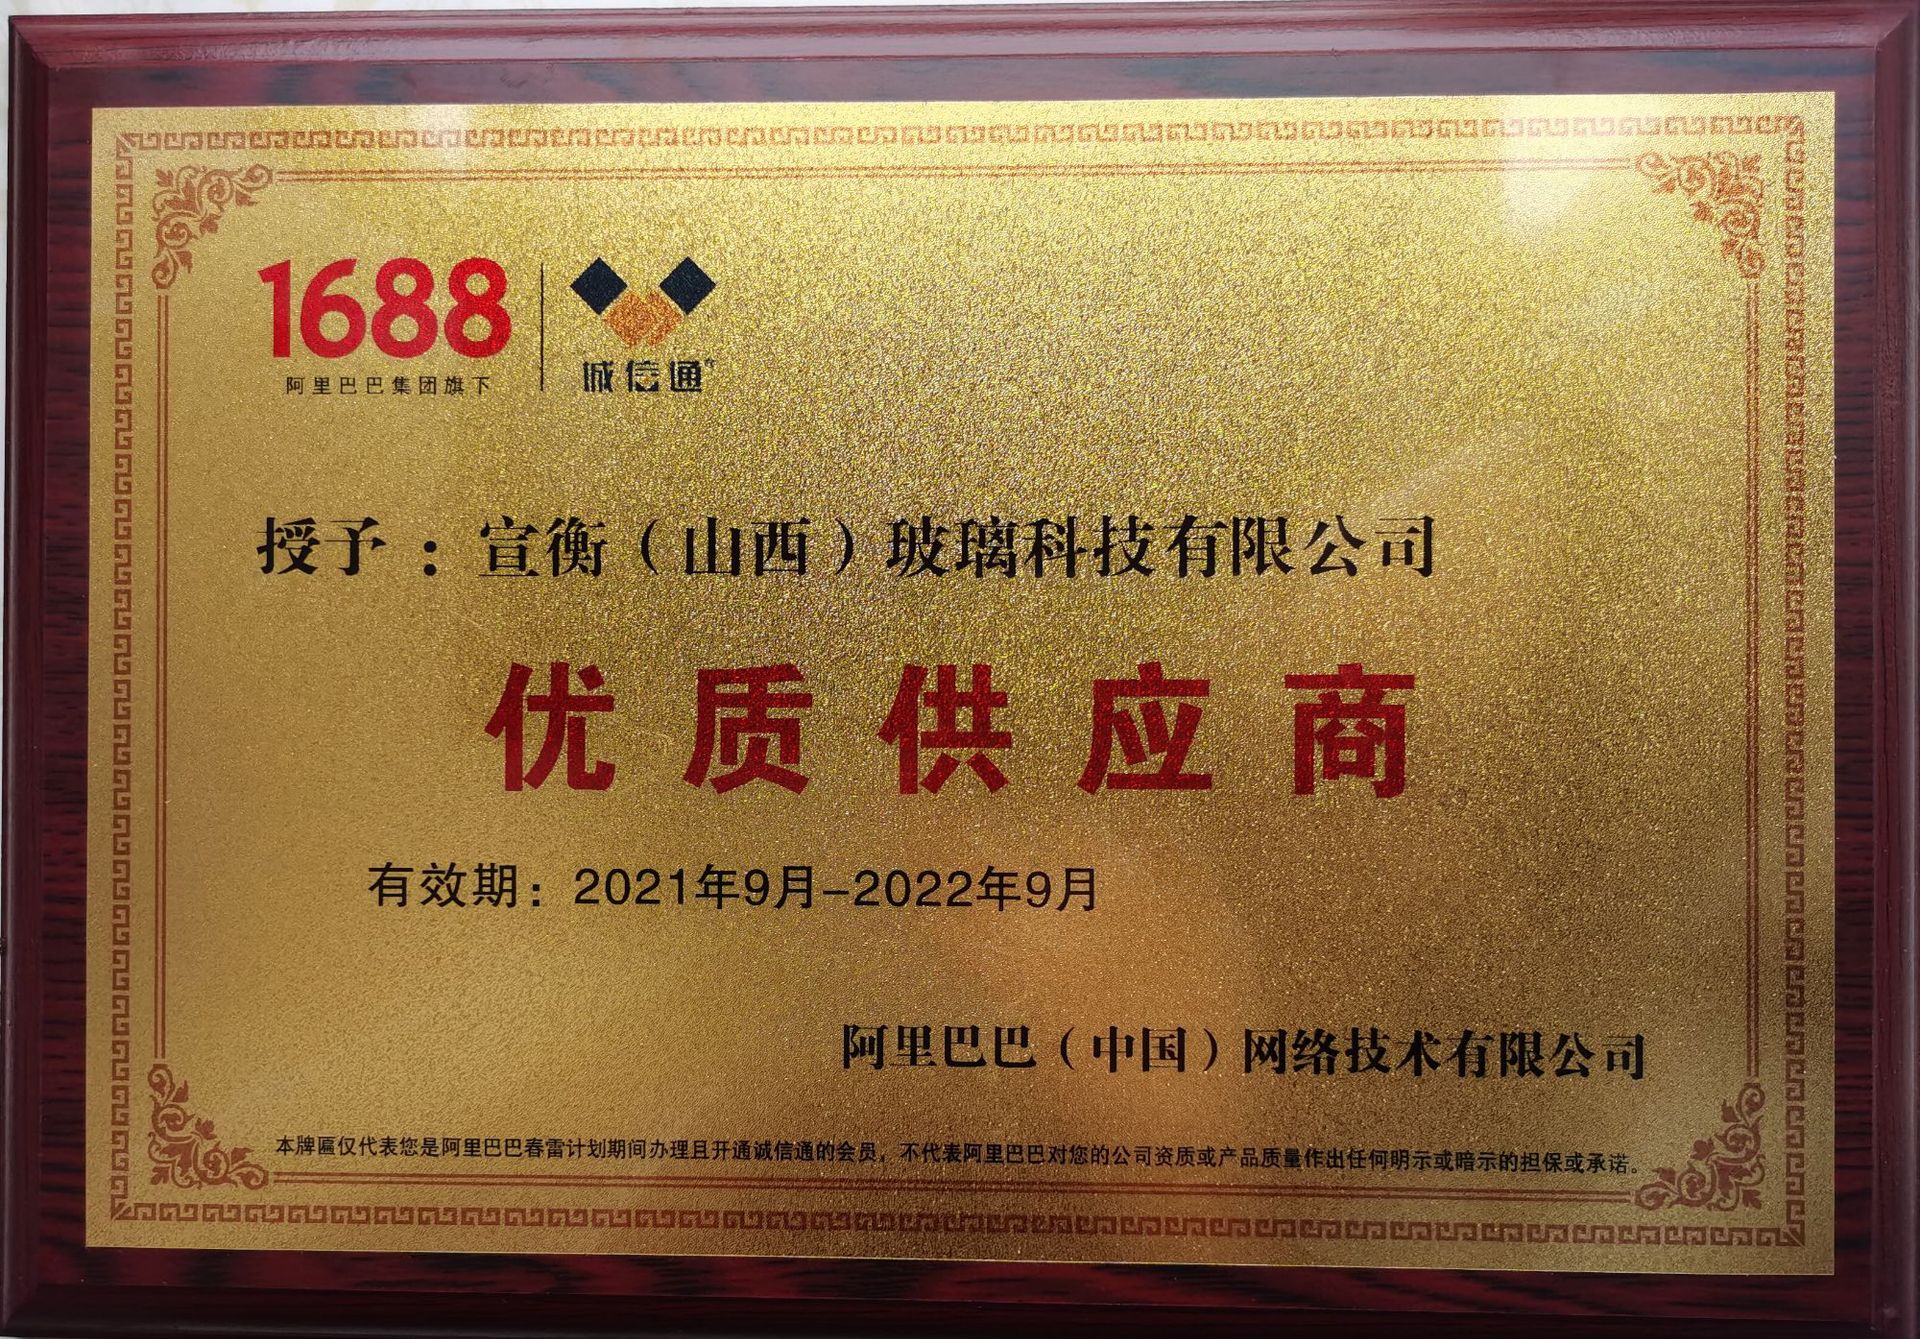 1688
阿里巴巴集团旗下
诚信通
授予：宣衡（山西）玻璃科技有限公司
优质供应商
有效期：2021年9月-2022年9月
阿里巴巴（中国）网络技术有限公司
本牌匾仅代表您是阿里巴巴春雷计划期间办理且开通诚信通的会员，不代表阿里巴巴对您的公司资质或产品质量作出任何明示或暗示的担保或承诺。